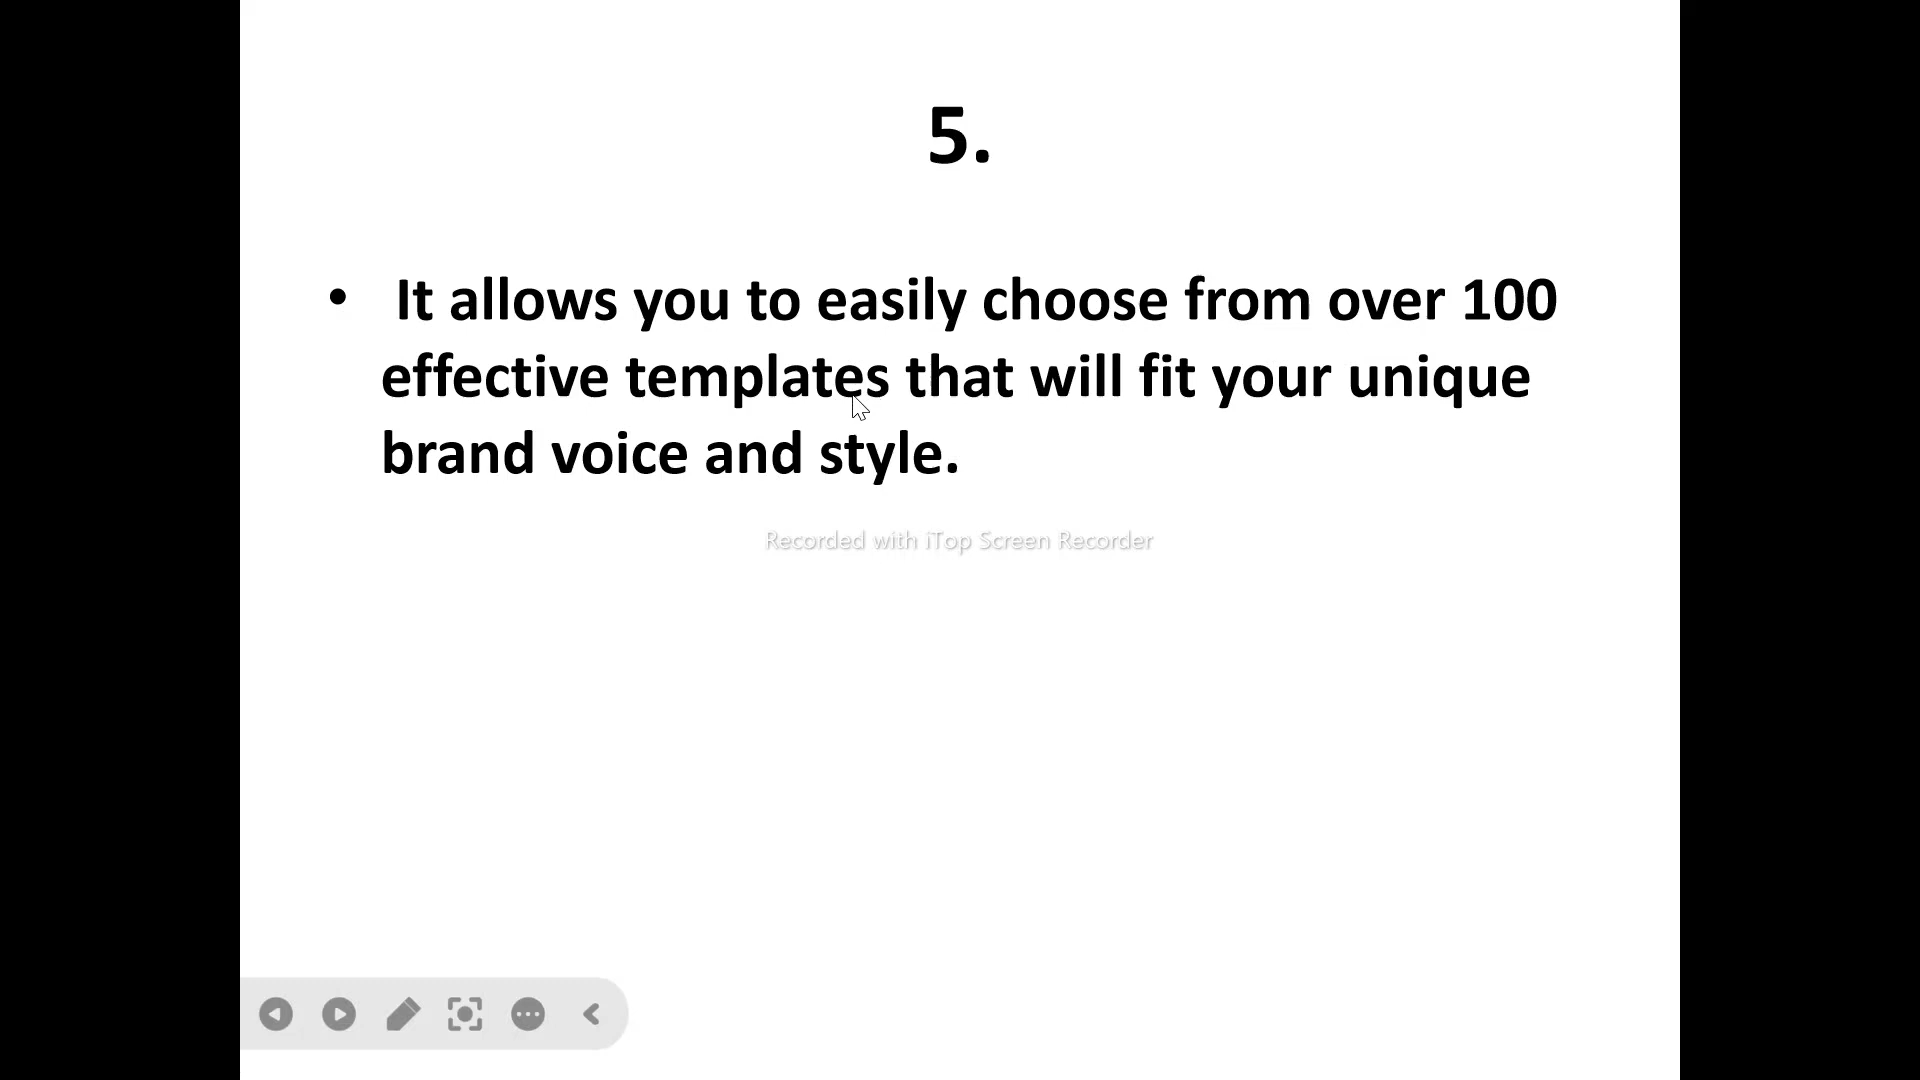 5.
• It allows you to easily choose from over 100
effective templates that will fit your unique
brand voice and style.
Recorded with iTop Screen Recorder